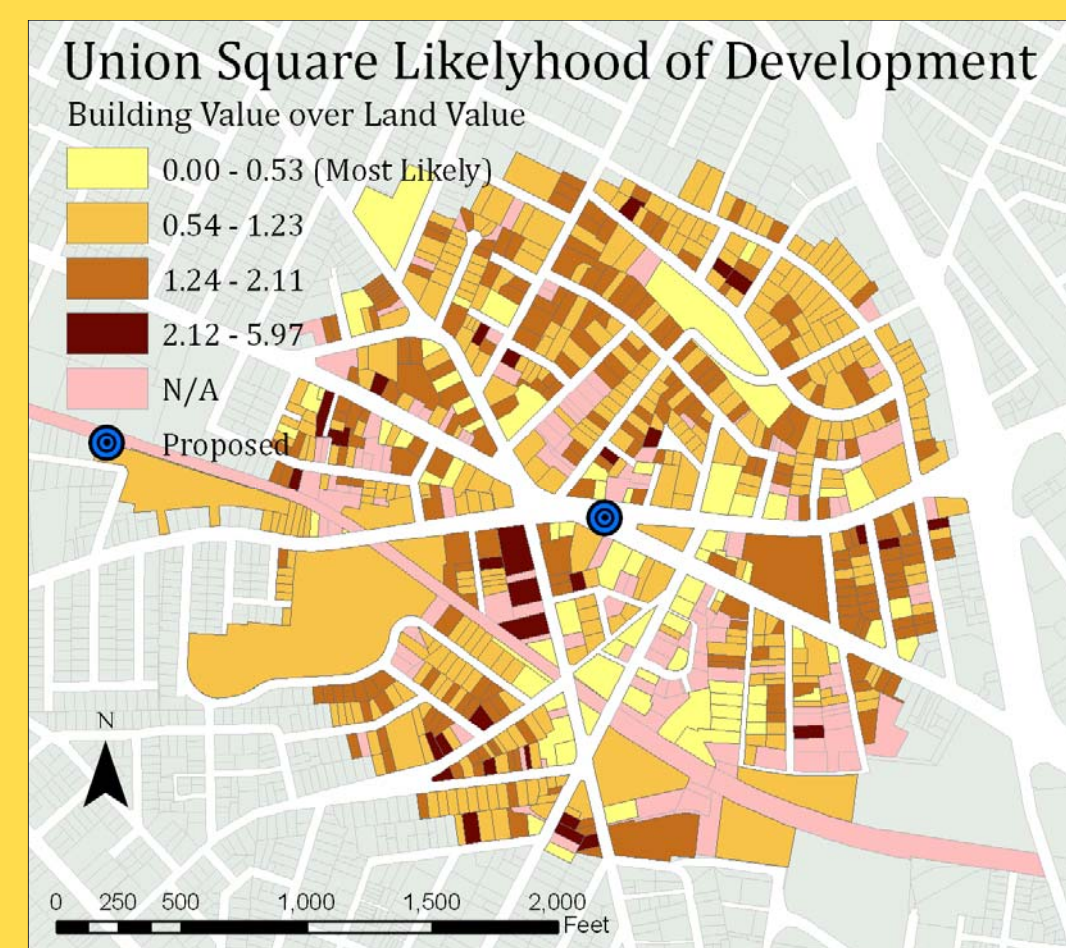 Union Square Likelyhood of Development
Building Value over Land Value
0.00 - 0.53 (Most Likely)
0.54 - 1.23
1.24 - 2.11
2.12 - 5.97
N/A
Proposed
N
0 250 500 1,000 1,500 2,000
Feet